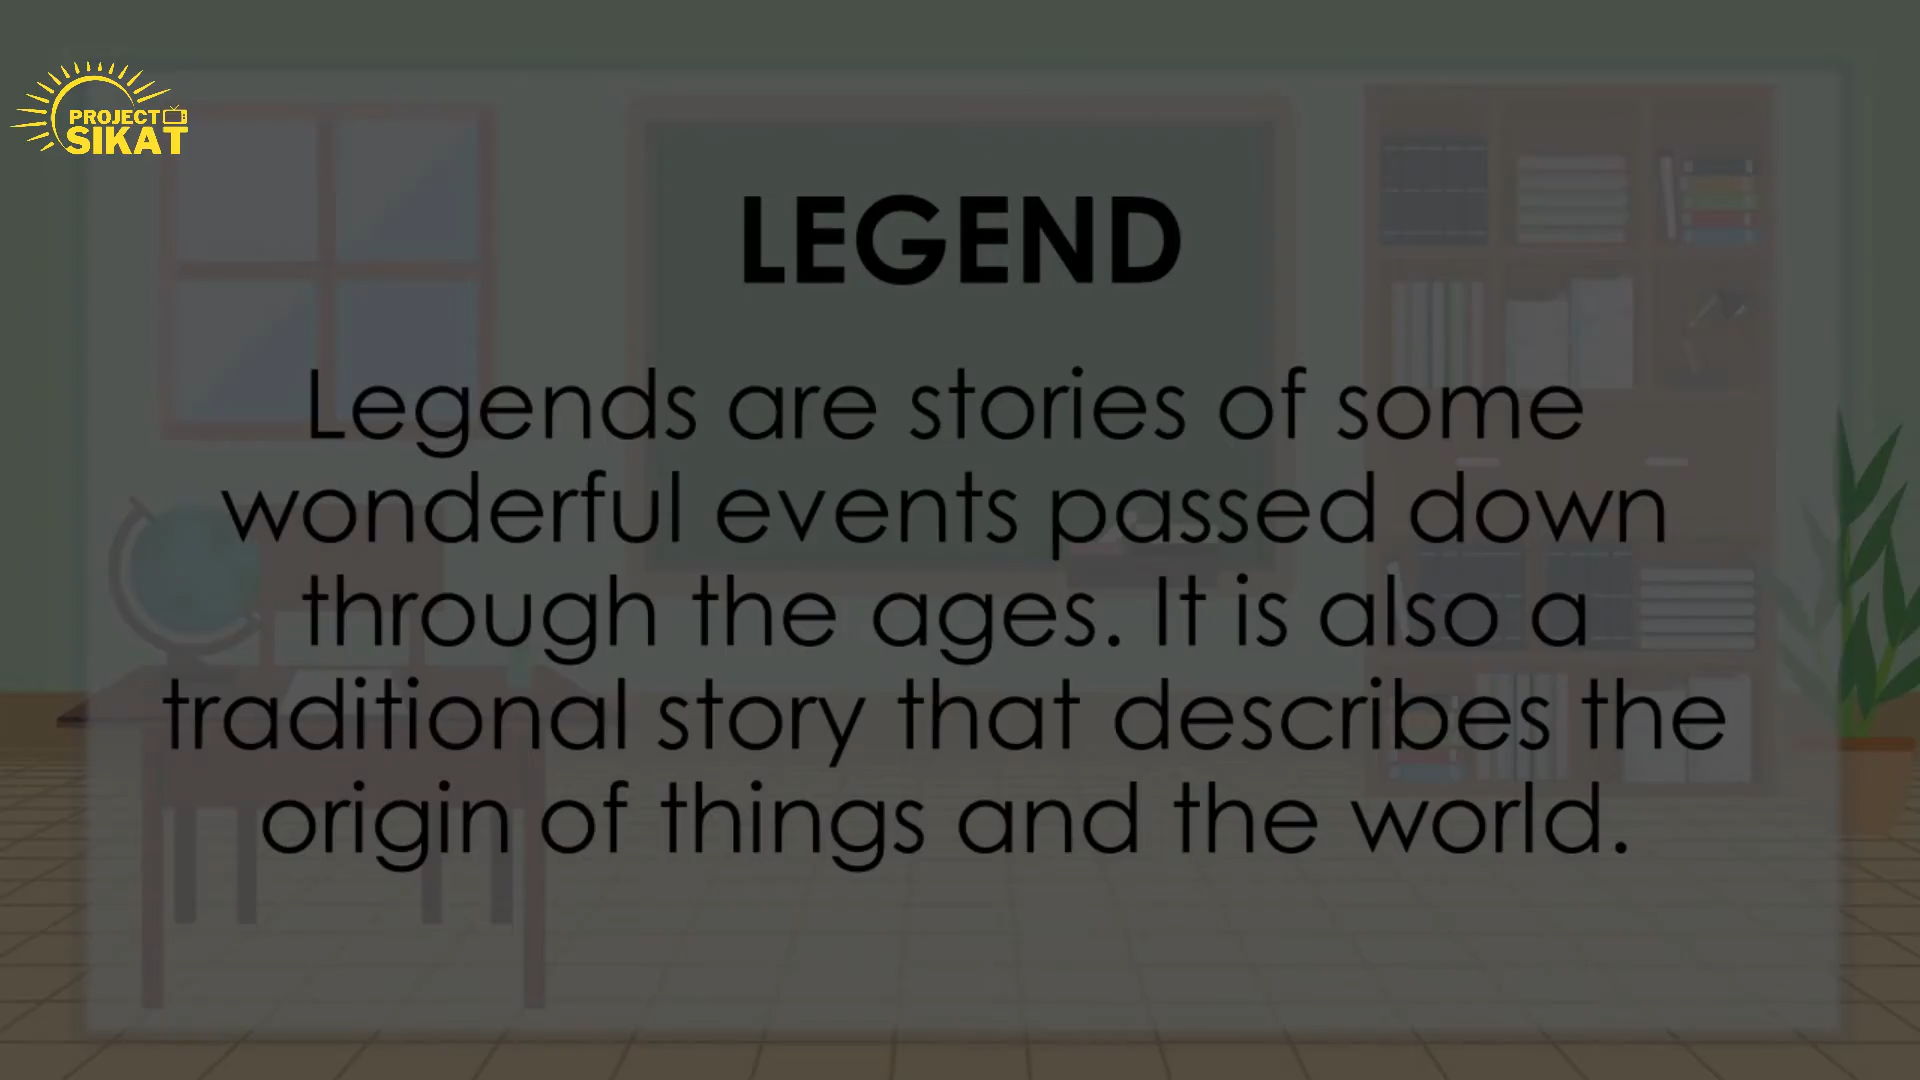 PROJECT
SIKAT
LEGEND
Legends are stories of some
wonderful events passed down
through the ages. It is also a
traditional story that describes the
origin of things and the world.